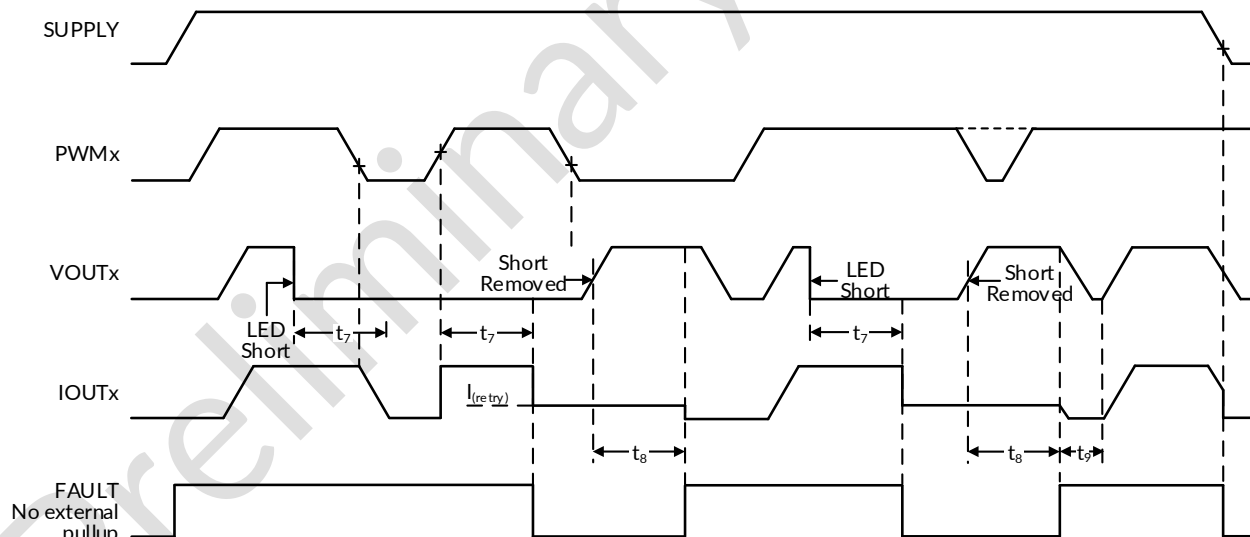 SUPPLY
PWMx
VOUTx
LED
Short
t7
t7
Short
Removed
LED
Short
t7
Short
Removed
IOUTx
I(retry)
t8
t8
t9
FAULT
No external
pullup
Preliminary